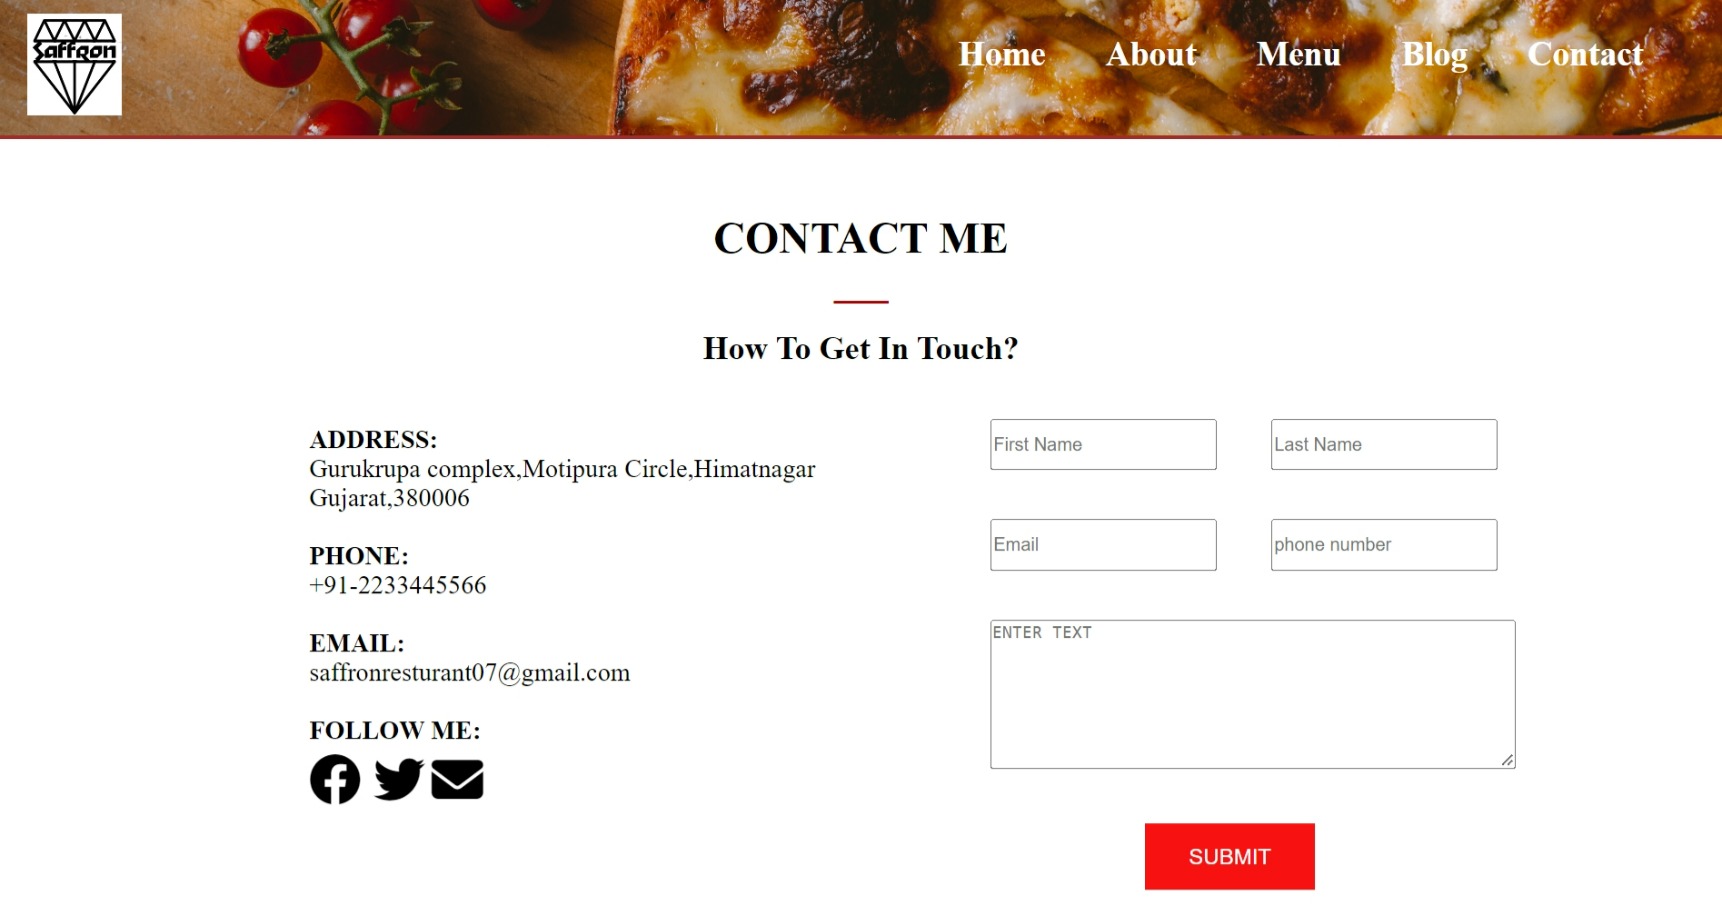 Saffron
Home About Menu Blog Contact
CONTACT ME
How To Get In Touch?
ADDRESS:
Gurukrupa complex,Motipura Circle,Himatnagar
Gujarat,380006
PHONE:
+91-2233445566
EMAIL:
saffronresturant07@gmail.com
FOLLOW ME:
First Name Last Name
Email phone number
ENTER TEXT
SUBMIT